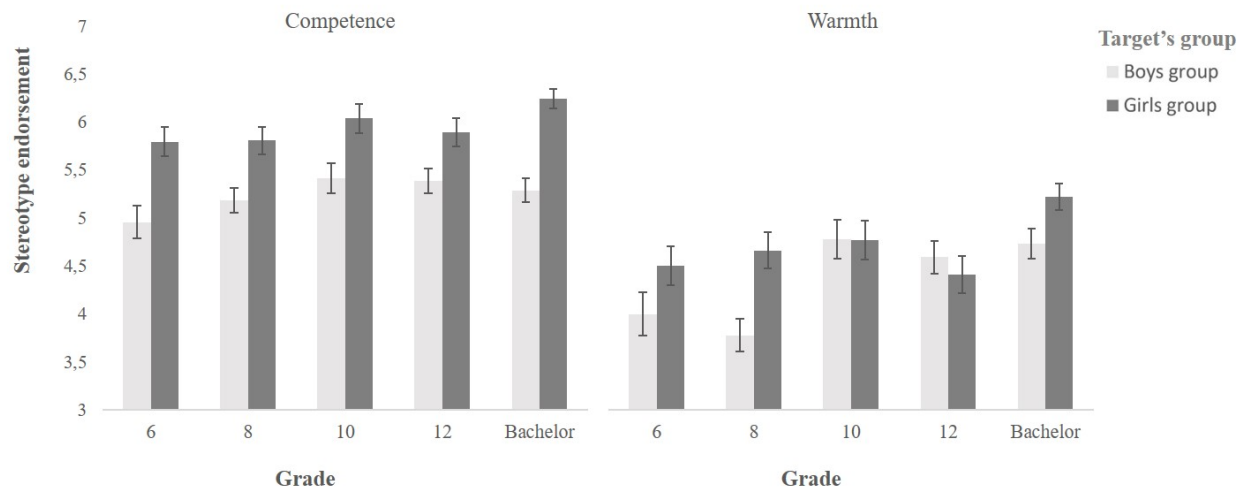 Competence
Warmth
Target's group
Boys group
Girls group
Stereotype endorsement
7
6,5
6
5,5
5
4,5
4
3,5
3
6 8 10 12 Bachelor
6 8 10 12 Bachelor
Grade
Grade